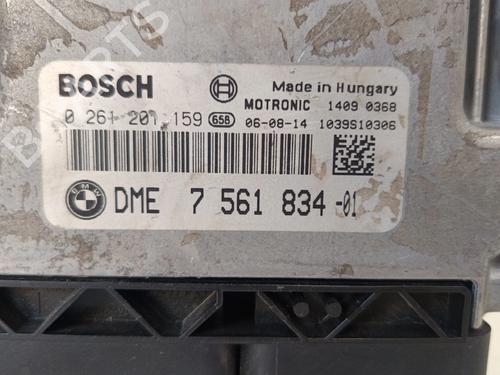 BOSCH
Made in Hungary
MOTRONIC 1409 0368
0 261 201 159 658 06-08-14 1039S10306
BMW
DME 7 561 834-01